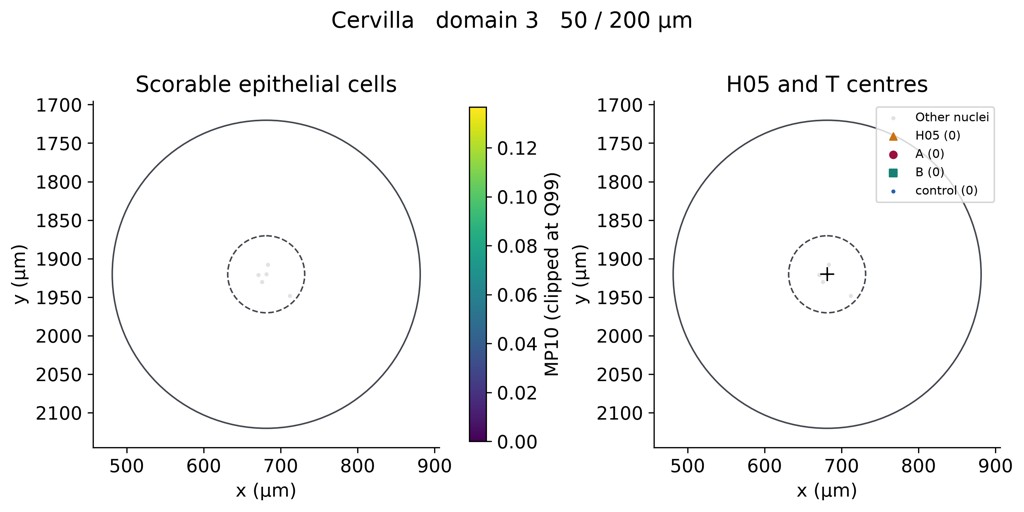 Cervilla   domain 3   50 / 200 µm
Scorable epithelial cells
1700
1750
1800
1850
1900
1950
2000
2050
2100
y (µm)
500
600
700
800
900
x (µm)
0.12
0.10
0.08
0.06
0.04
0.02
0.00
MP10 (clipped at Q99)
H05 and T centres
1700
1750
1800
1850
1900
1950
2000
2050
2100
y (µm)
500
600
700
800
900
x (µm)
Other nuclei
H05 (0)
A (0)
B (0)
control (0)